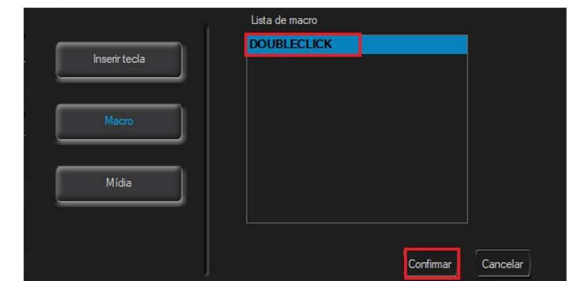 Lista de macro
DOUBLECLICK
Inserir tecla
Macro
Mídia
Confirmar
Cancelar